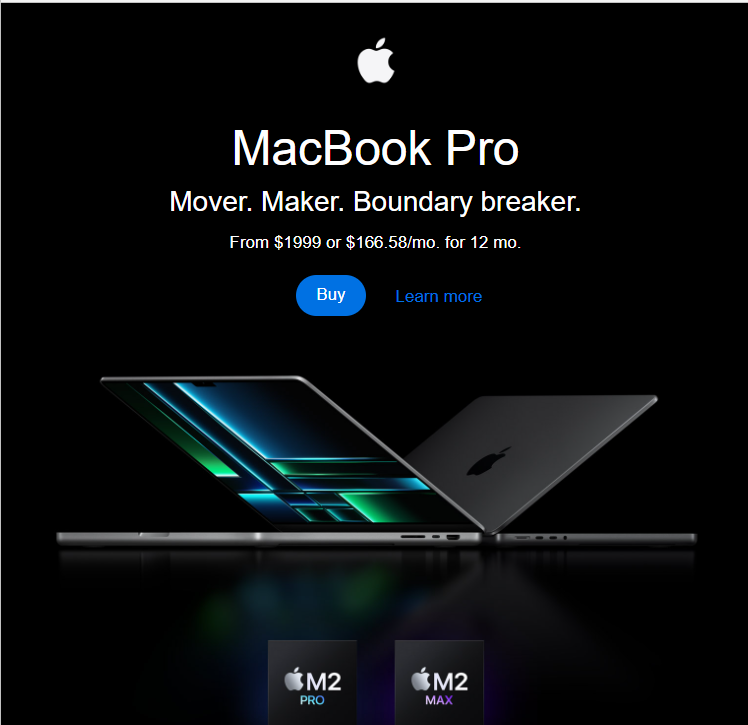 MacBook Pro
Mover. Maker. Boundary breaker.
From $1999 or $166.58/mo. for 12 mo.
Buy Learn more
M2 M2
PRO MAX